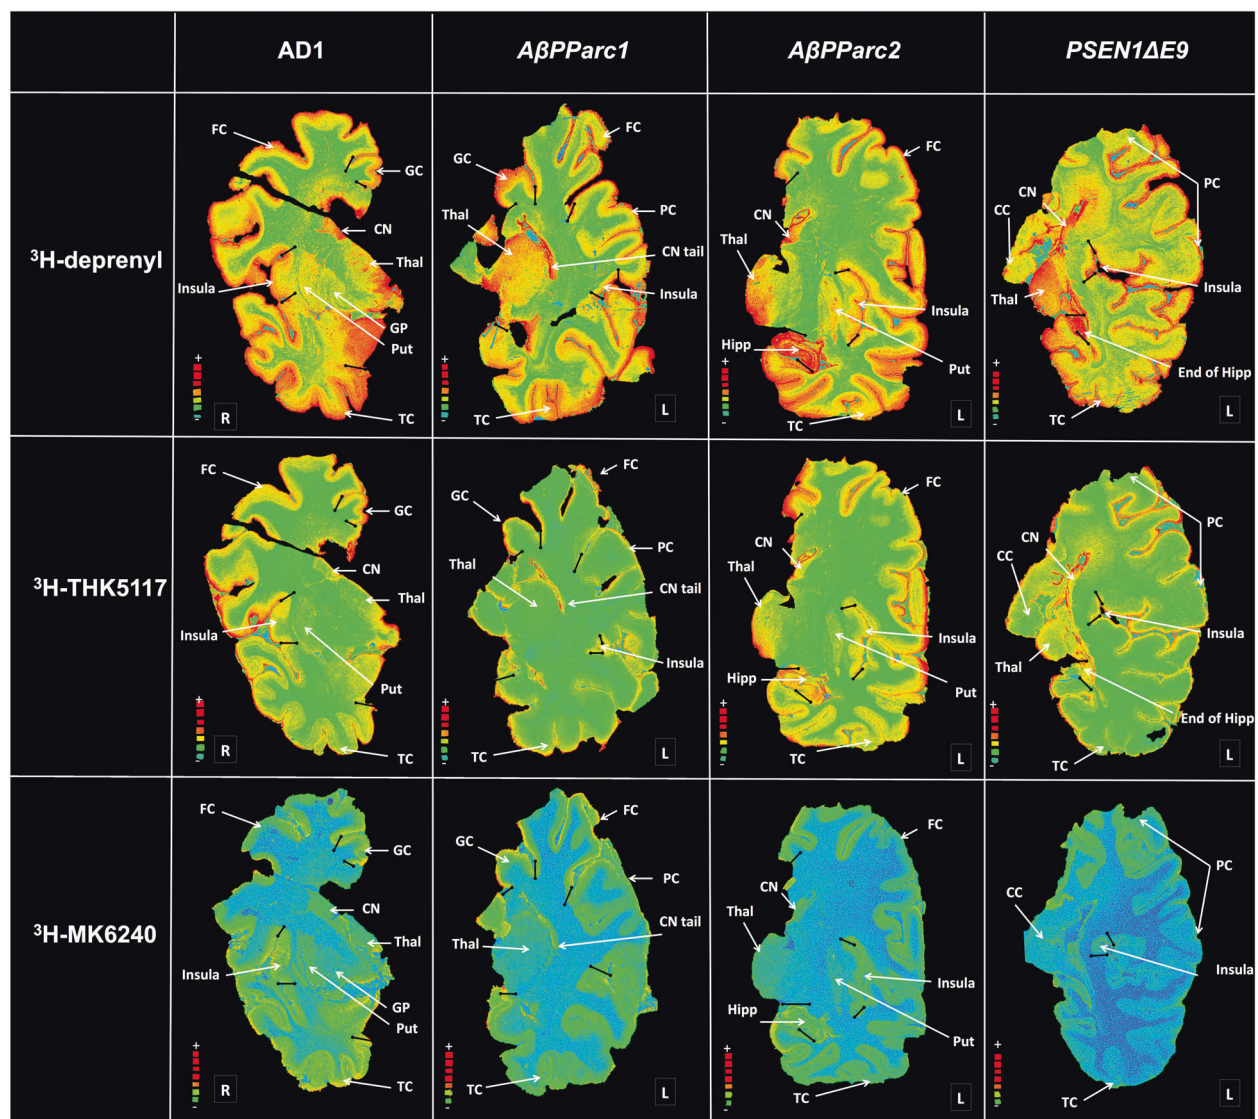 AD1
AβPParc1
AβPParc2
PSEN1ΔE9
³H-deprenyl
FC
GC
CN
Thal
Insula
GP
Put
TC
+
-
R
FC
GC
PC
Thal
CN tail
Insula
TC
+
-
L
FC
CN
Thal
Insula
Hipp
Put
TC
+
-
L
PC
CN
CC
Thal
Insula
End of Hipp
TC
+
-
L
³H-THK5117
FC
GC
CN
Thal
Insula
Put
TC
+
-
R
FC
GC
PC
Thal
CN tail
Insula
TC
+
-
L
FC
CN
Thal
Insula
Hipp
Put
TC
+
-
L
PC
CN
CC
Insula
Thal
End of Hipp
TC
+
-
L
³H-MK6240
FC
GC
CN
Thal
Insula
GP
Put
TC
+
-
R
FC
GC
PC
CN tail
Thal
TC
+
-
L
FC
CN
Thal
Insula
Hipp
Put
TC
+
-
L
PC
CC
Insula
TC
+
-
L